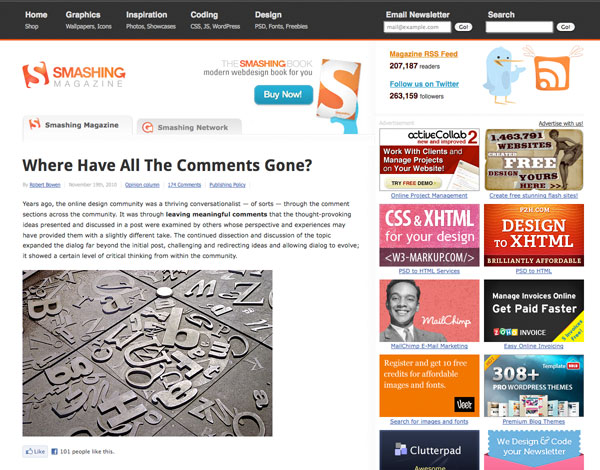 Home
Shop
Graphics
Wallpapers, Icons
Inspiration
Photos, Showcases
Coding
CSS, JS, WordPress
Design
PSD, Fonts, Freebies
Email Newsletter
mail@example.com
Go!
Search
Go!
SMASHING
MAGAZINE
THE SMASHING BOOK
modern webdesign book for you
Buy Now!
Magazine RSS Feed
207,187 readers
Follow us on Twitter
263,159 followers
Smashing Magazine
Smashing Network
Advertisement
Advertise with us!
Where Have All The Comments Gone?
By Robert Bowen
November 19th, 2010
Opinion column
174 Comments
Publishing Policy
Years ago, the online design community was a thriving conversationalist — of sorts — through the comment
sections across the community. It was through leaving meaningful comments that the thought-provoking
ideas presented and discussed in a post were examined by others whose perspective and experiences may
have provided them with a slightly different take. The continued dissection and discussion of the topic
expanded the dialog far beyond the initial post, challenging and redirecting ideas and allowing dialog to evolve;
it showed a certain level of critical thinking from within the community.
Like
101 people like this.
activeCollab 2
new and improved
Work With Clients and
Manage Projects on
Your Website!
TRY FREE DEMO
Online Project Management
1,463,791
WEBSITES
CREATED
FREE
DESIGN
YOURS
HERE >>
Create free stunning flash sites!
CSS & XHTML
for your design
<W3-MARKUP.COM/>
PSD to HTML Services
P2H.COM
DESIGN
TO XHTML
BRILLIANTLY AFFORDABLE
PSD to HTML
MailChimp
MailChimp E-Mail Marketing
Manage Invoices Online
Get Paid Faster
ZOHO INVOICE
5 Invoices
Free!
Easy Online Invoicing
Register and get 10 free
credits for affordable
images and fonts.
Veer
Search for images and fonts
Template SOLD
308+
PRO WORDPRESS THEMES
Premium Blog Themes
Clutterpad
Awesome
We Design & Code
your Newsletter